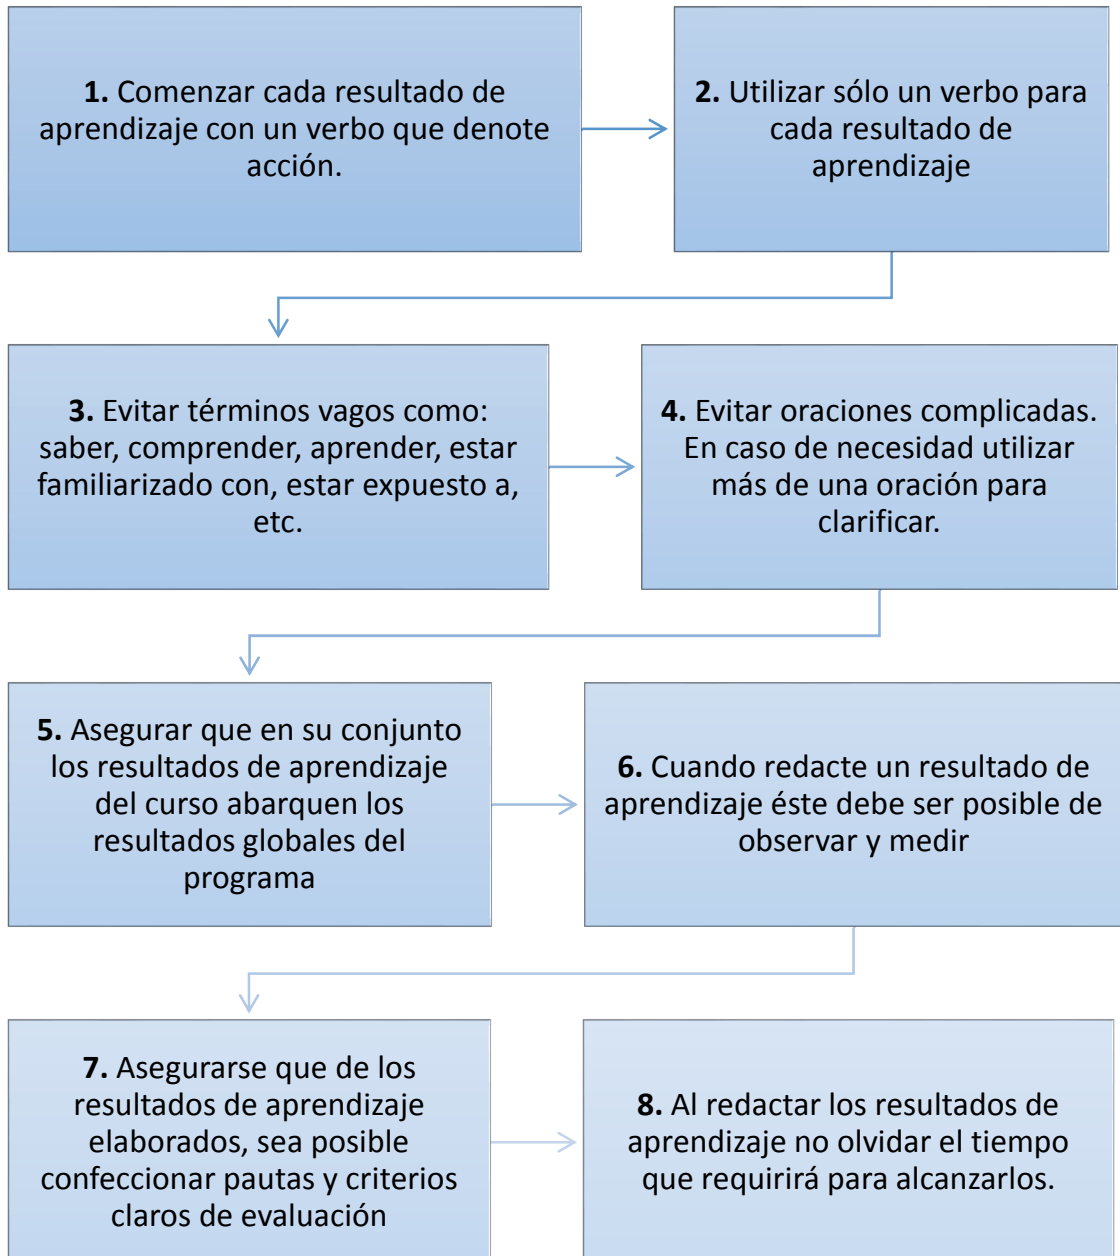 1. Comenzar cada resultado de
aprendizaje con un verbo que denote
acción.
2. Utilizar sólo un verbo para
cada resultado de
aprendizaje
3. Evitar términos vagos como:
saber, comprender, aprender, estar
familiarizado con, estar expuesto a,
etc.
4. Evitar oraciones complicadas.
En caso de necesidad utilizar
más de una oración para
clarificar.
5. Asegurar que en su conjunto
los resultados de aprendizaje
del curso abarquen los
resultados globales del
programa
6. Cuando redacte un resultado de
aprendizaje éste debe ser posible de
observar y medir
7. Asegurarse que de los
resultados de aprendizaje
elaborados, sea posible
confeccionar pautas y criterios
claros de evaluación
8. Al redactar los resultados de
aprendizaje no olvidar el tiempo
que requirirá para alcanzarlos.